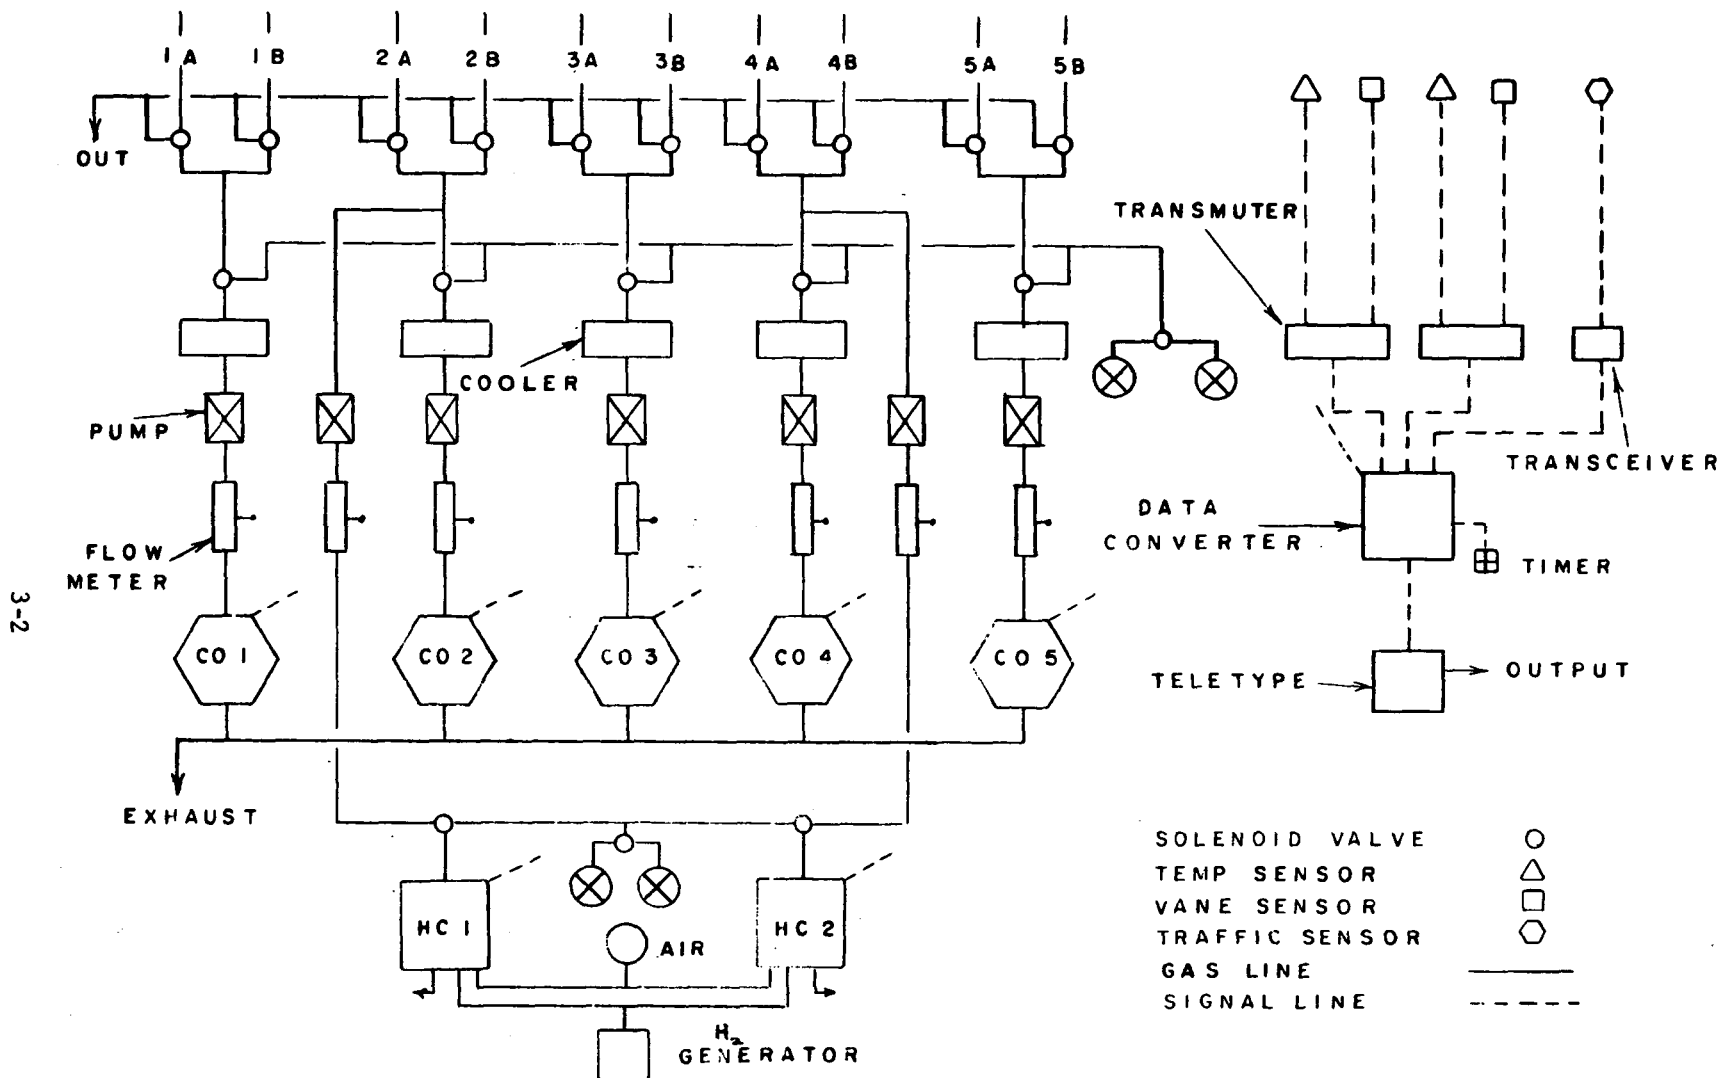 1A 1B 2A 2B 3A 3B 4A 4B 5A 5B
OUT
TRANSMUTER
COOLER
PUMP
TRANSCEIVER
DATA
CONVERTER
FLOW
METER
TIMER
3-2
CO 1 CO 2 CO 3 CO 4 CO 5
TELETYPE
OUTPUT
EXHAUST
HC 1
HC 2
AIR
H₂
GENERATOR
SOLENOID VALVE
TEMP SENSOR
VANE SENSOR
TRAFFIC SENSOR
GAS LINE
SIGNAL LINE